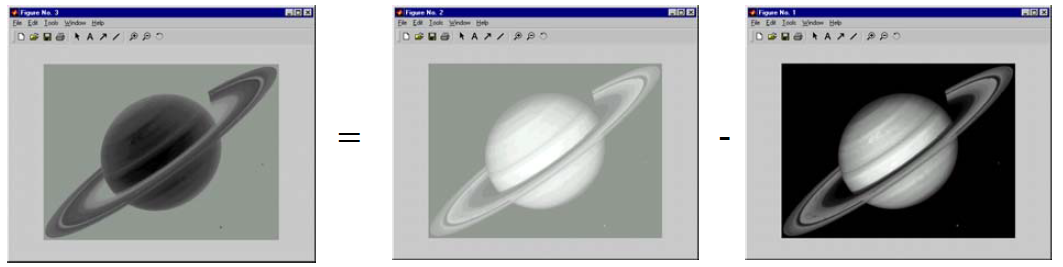 Figure No. 3
File Edit Tools Window Help
A
=
Figure No. 2
File Edit Tools Window Help
A
-
Figure No. 1
File Edit Tools Window Help
A